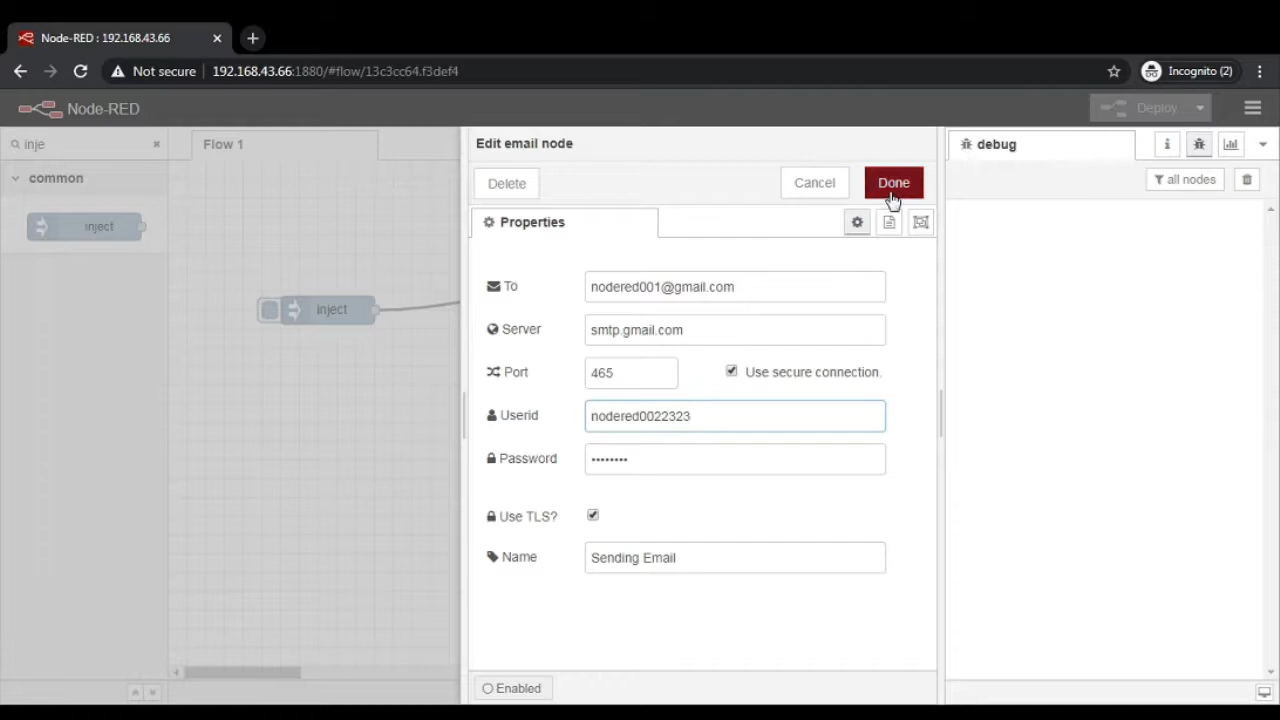 Node-RED : 192.168.43.66
Not secure
192.168.43.66:1880/#flow/13c3cc64.f3def4
Incognito (2)
Node-RED
Deploy
inje
Flow 1
Edit email node
debug
common
Delete
Cancel
Done
all nodes
inject
Properties
To
nodered001@gmail.com
inject
Server
smtp.gmail.com
Port
465
Use secure connection.
Userid
nodered0022323
Password
••••••••
Use TLS?
Name
Sending Email
Enabled